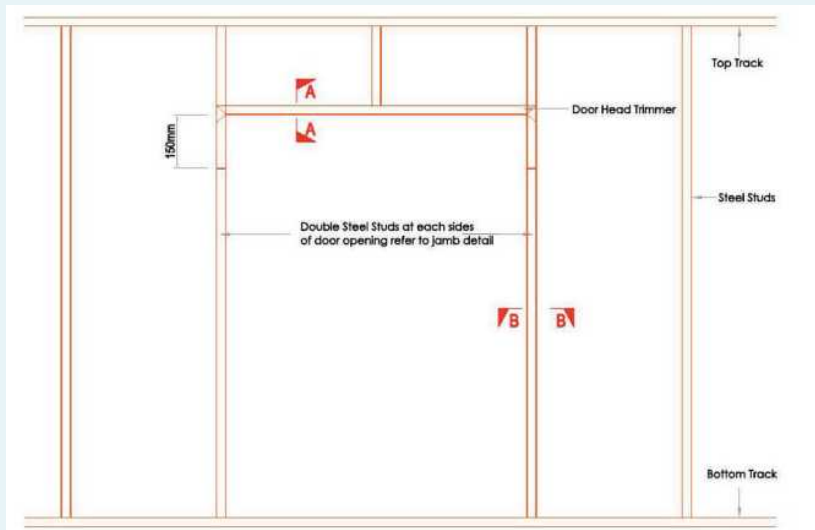 Top Track
A
Door Head Trimmer
A
150mm
Steel Studs
Double Steel Studs at each sides
of door opening refer to jamb detail
B
B
Bottom Track